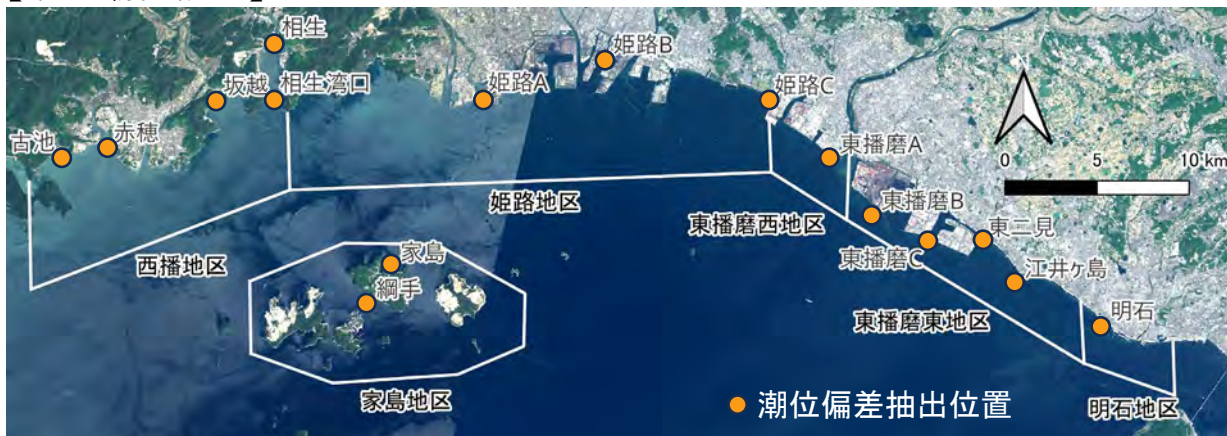 相生
姫路B
坂越
相生湾口
姫路A
姫路C
古池
赤穂
東播磨A
0 5 10 km
姫路地区
東播磨西地区
東播磨B
東二見
西播地区
家島
東播磨C
江井ヶ島
綱手
東播磨東地区
明石
家島地区
潮位偏差抽出位置
明石地区